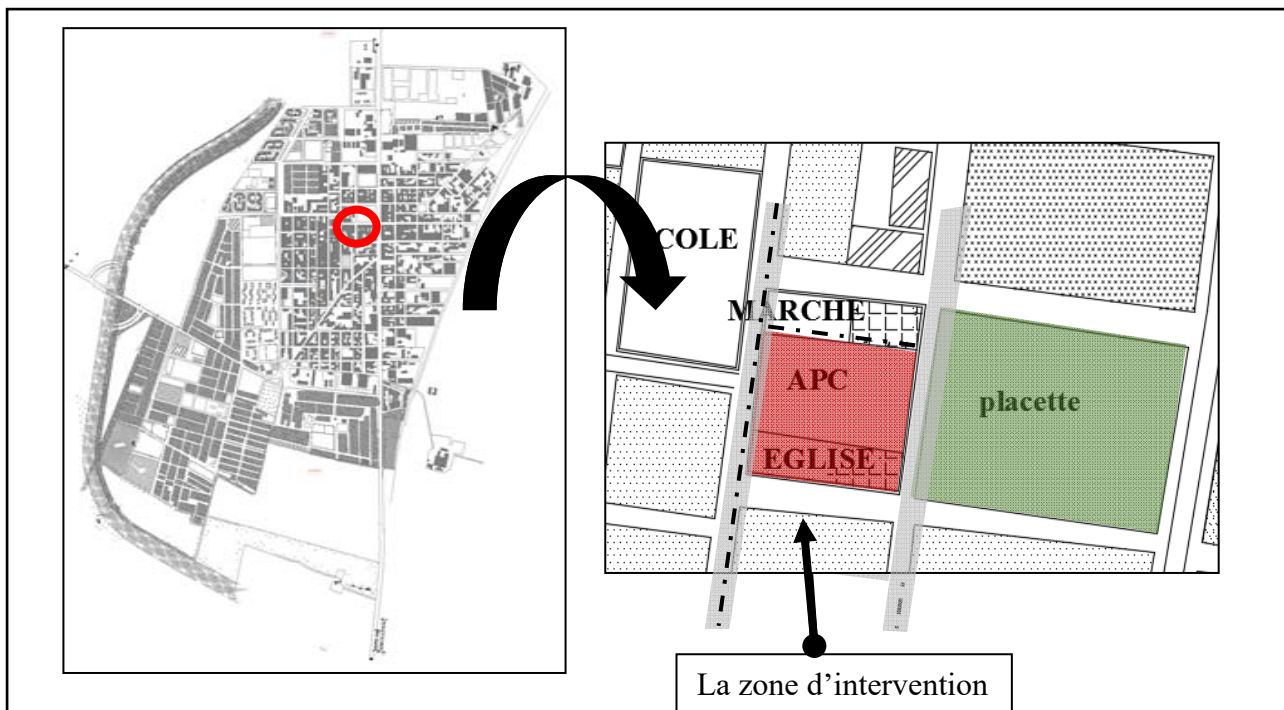 COLE
MARCHE
APC
placette
EGLISE
La zone d’intervention